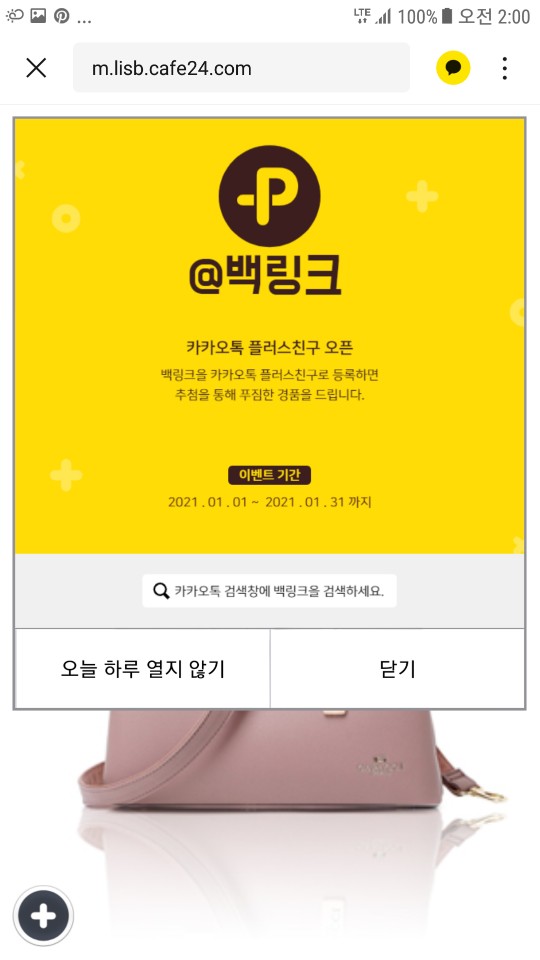 ... LTE 100% 오전 2:00
m.lisb.cafe24.com
P
@백링크
카카오톡 플러스친구 오픈
백링크을 카카오톡 플러스친구로 등록하면
추첨을 통해 푸짐한 경품을 드립니다.
이벤트 기간
2021 . 01 . 01 ~ 2021 . 01 . 31 까지
카카오톡 검색창에 백링크을 검색하세요.
오늘 하루 열지 않기 닫기